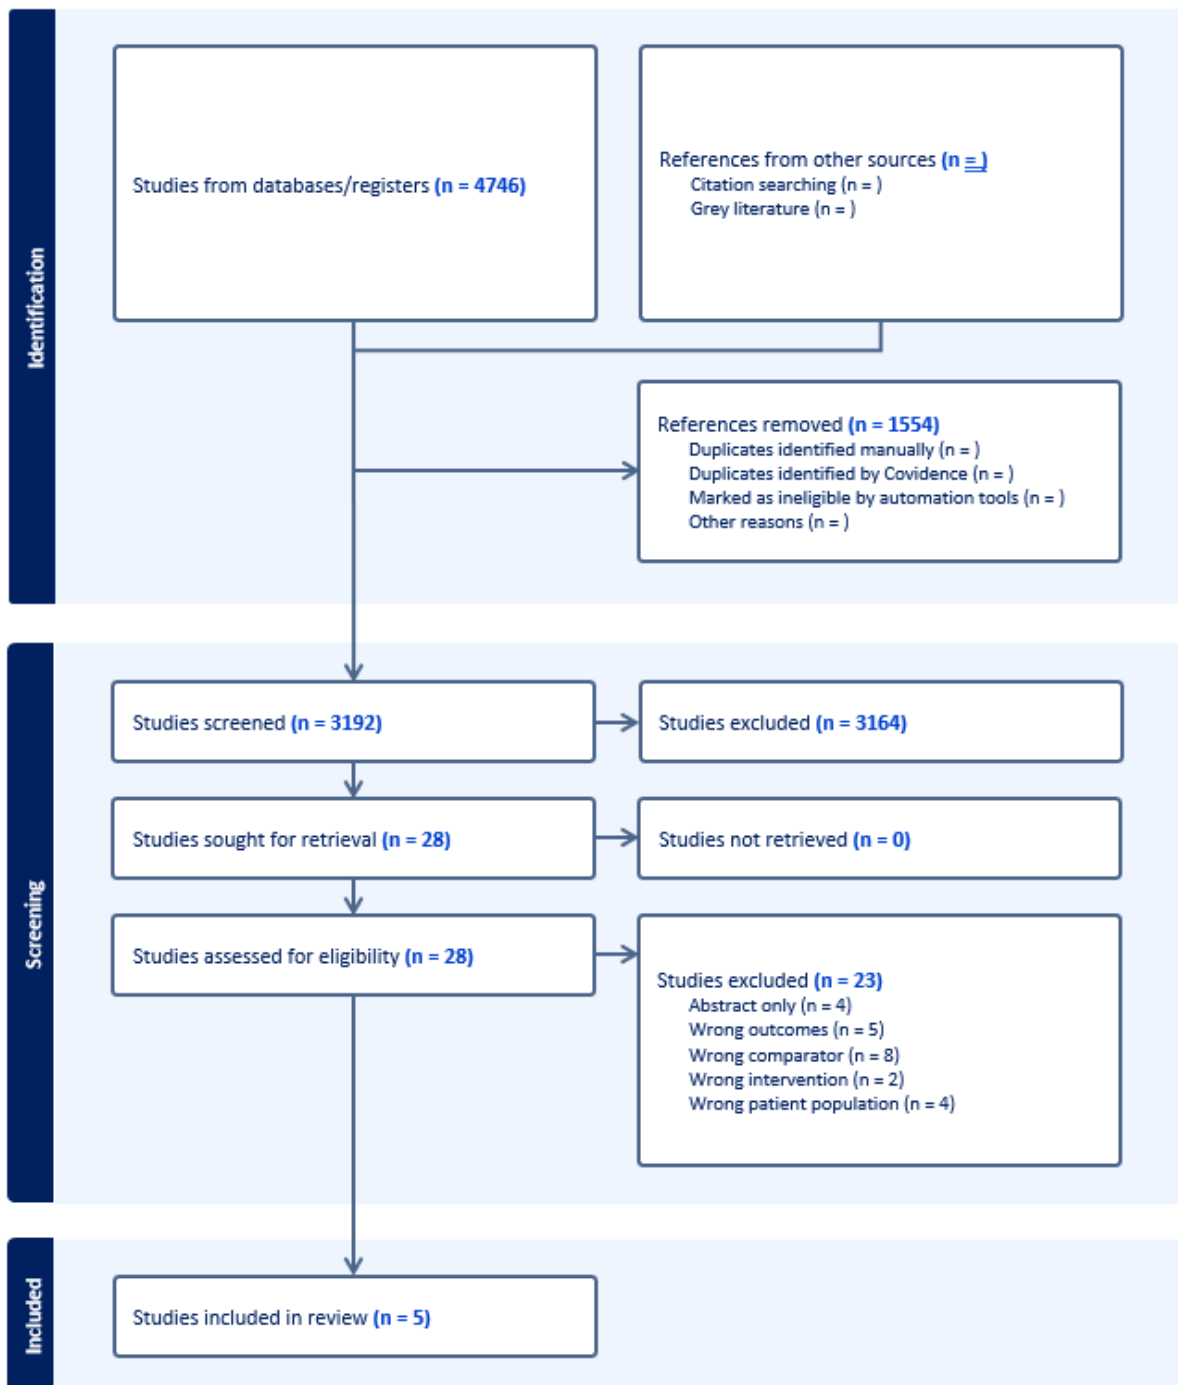 Identification
Studies from databases/registers (n = 4746)
References from other sources (n = )
Citation searching (n = )
Grey literature (n = )
References removed (n = 1554)
Duplicates identified manually (n = )
Duplicates identified by Covidence (n = )
Marked as ineligible by automation tools (n = )
Other reasons (n = )
Screening
Studies screened (n = 3192)
Studies excluded (n = 3164)
Studies sought for retrieval (n = 28)
Studies not retrieved (n = 0)
Studies assessed for eligibility (n = 28)
Studies excluded (n = 23)
Abstract only (n = 4)
Wrong outcomes (n = 5)
Wrong comparator (n = 8)
Wrong intervention (n = 2)
Wrong patient population (n = 4)
Included
Studies included in review (n = 5)